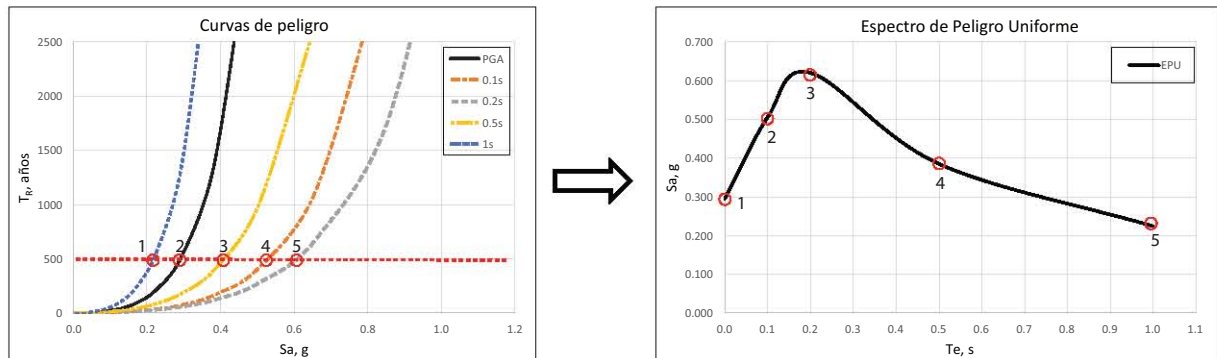 Curvas de peligro
2500
2000
1500
1000
500
0
T_R, años
0.0 0.2 0.4 0.6 0.8 1.0 1.2
Sa, g
PGA
0.1s
0.2s
0.5s
1s
1 2 3 4 5
Espectro de Peligro Uniforme
0.700
0.600
0.500
0.400
0.300
0.200
0.100
0.000
Sa, g
0.0 0.1 0.2 0.3 0.4 0.5 0.6 0.7 0.8 0.9 1.0 1.1
Te, s
EPU
1
2
3
4
5